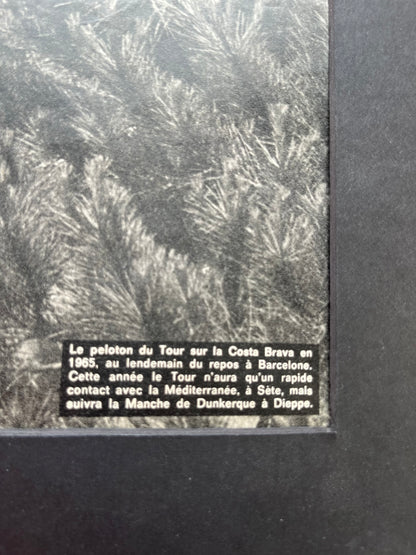 Le peloton du Tour sur la Costa Brava en
1965, au lendemain du repos à Barcelone.
Cette année le Tour n'aura qu'un rapide
contact avec la Méditerranée, à Sète, mais
suivra la Manche de Dunkerque à Dieppe.